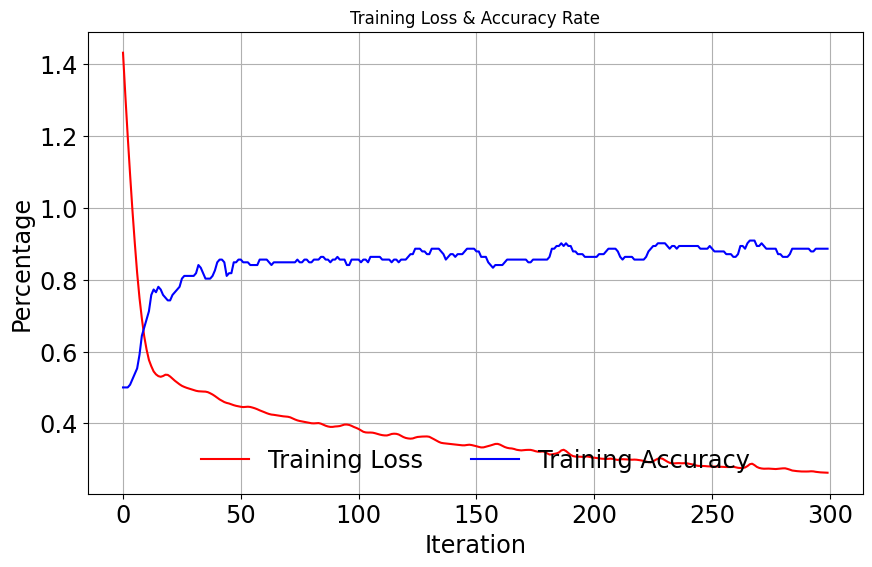 Training Loss & Accuracy Rate
Percentage
1.4
1.2
1.0
0.8
0.6
0.4
Training Loss
Training Accuracy
0 50 100 150 200 250 300
Iteration